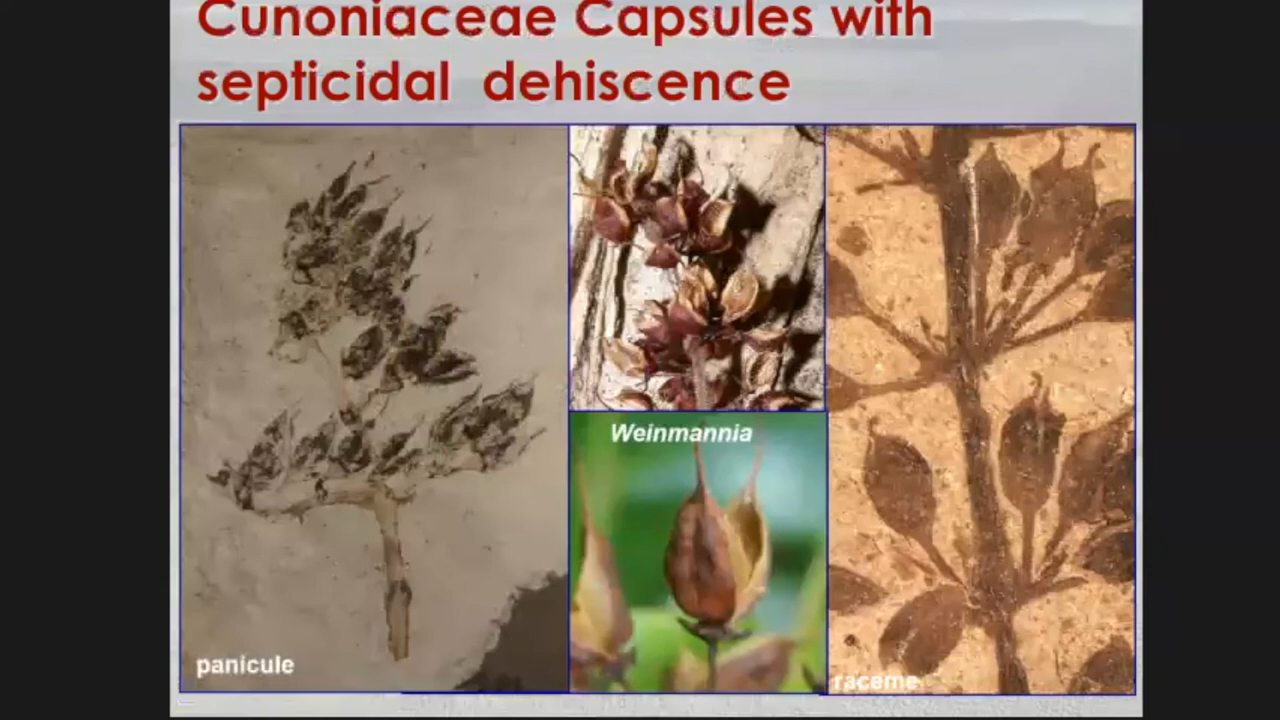 Cunoniaceae Capsules with
septicidal dehiscence
Weinmannia
panicule
raceme